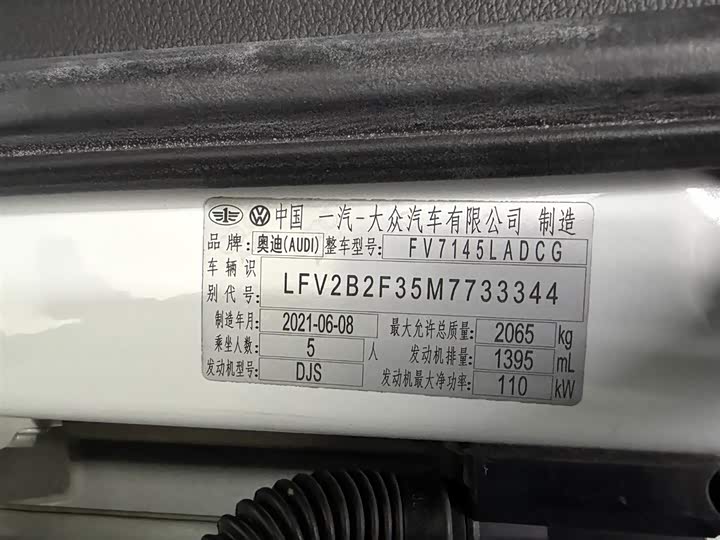 中国 一汽-大众汽车有限公司 制造
品牌: 奥迪(AUDI) 整车型号: FV7145LADCG
车辆识别代号: LFV2B2F35M7733344
制造年月: 2021-06-08 最大允许总质量: 2065 kg
乘坐人数: 5 人 发动机排量: 1395 mL
发动机型号: DJS 发动机最大净功率: 110 kW